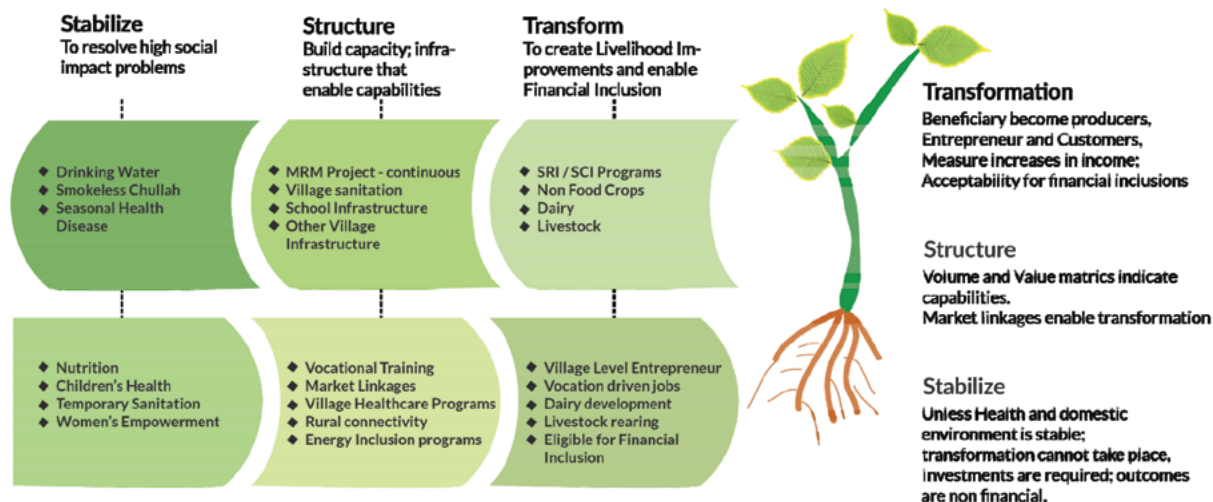 Stabilize
To resolve high social
impact problems
Structure
Build capacity; infra-
structure that
enable capabilities
Transform
To create Livelihood Im-
provements and enable
Financial Inclusion
◆ Drinking Water
◆ Smokeless Chullah
◆ Seasonal Health
Disease
◆ MRM Project - continuous
◆ Village sanitation
◆ School Infrastructure
◆ Other Village
Infrastructure
◆ SRI / SCI Programs
◆ Non Food Crops
◆ Dairy
◆ Livestock
◆ Nutrition
◆ Children's Health
◆ Temporary Sanitation
◆ Women's Empowerment
◆ Vocational Training
◆ Market Linkages
◆ Village Healthcare Programs
◆ Rural connectivity
◆ Energy Inclusion programs
◆ Village Level Entrepreneur
◆ Vocation driven jobs
◆ Dairy development
◆ Livestock rearing
◆ Eligible for Financial
Inclusion
Transformation
Beneficiary become producers,
Entrepreneur and Customers,
Measure increases in income;
Acceptability for financial inclusions
Structure
Volume and Value matrics indicate
capabilities.
Market linkages enable transformation
Stabilize
Unless Health and domestic
environment is stable;
transformation cannot take place,
Investments are required; outcomes
are non financial.